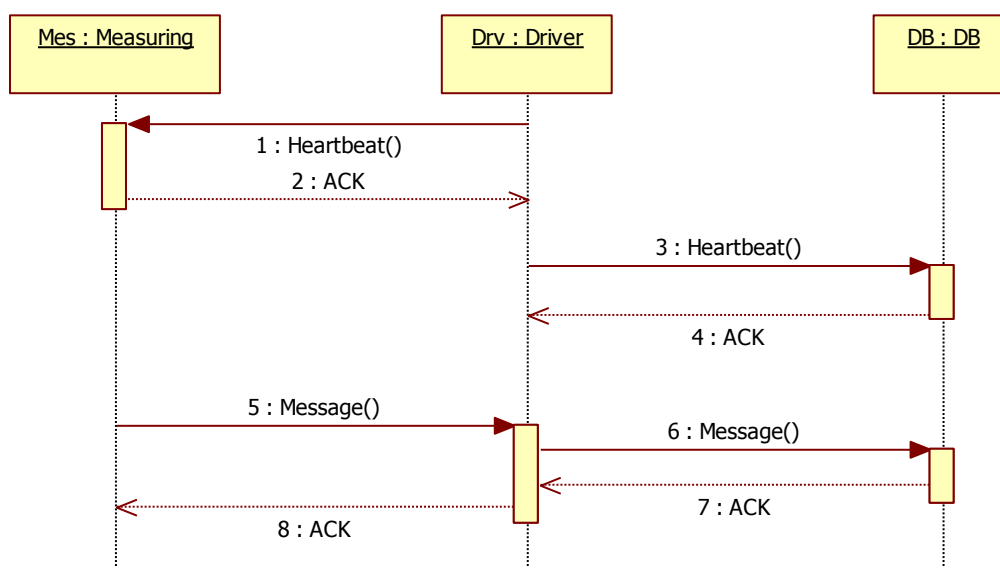 Mes : Measuring
Drv : Driver
DB : DB
1 : Heartbeat()
2 : ACK
3 : Heartbeat()
4 : ACK
5 : Message()
6 : Message()
7 : ACK
8 : ACK